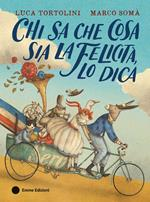 LUCA TORTOLINI MARCO SOMÀ
CHI SA CHE COSA
SIA LA FELICITÀ,
LO DICA
Emme Edizioni